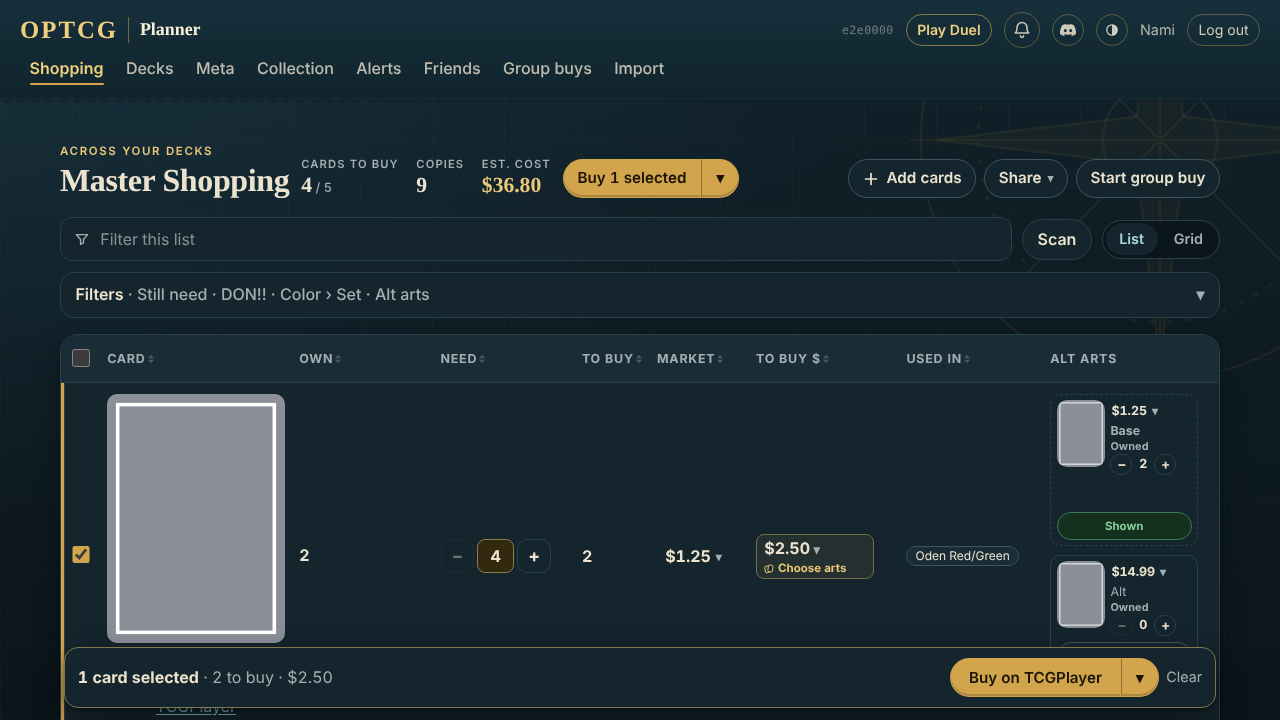 OPTCG Planner
e2e0000 Play Duel Nami Log out
Shopping Decks Meta Collection Alerts Friends Group buys Import
ACROSS YOUR DECKS
Master Shopping
CARDS TO BUY COPIES EST. COST
4 / 5 9 $36.80
Buy 1 selected ▼
+ Add cards Share ▾ Start group buy
Filter this list
Scan List Grid
Filters · Still need · DON!! · Color › Set · Alt arts ▼
CARD OWN NEED TO BUY MARKET TO BUY $ USED IN ALT ARTS
2 − 4 + 2 $1.25 ▾ $2.50 ▾ Oden Red/Green
Choose arts
$1.25 ▾
Base
Owned
− 2 +
Shown
$14.99 ▾
Alt
Owned
− 0 +
1 card selected · 2 to buy · $2.50 Buy on TCGPlayer ▼ Clear
TCGPlayer